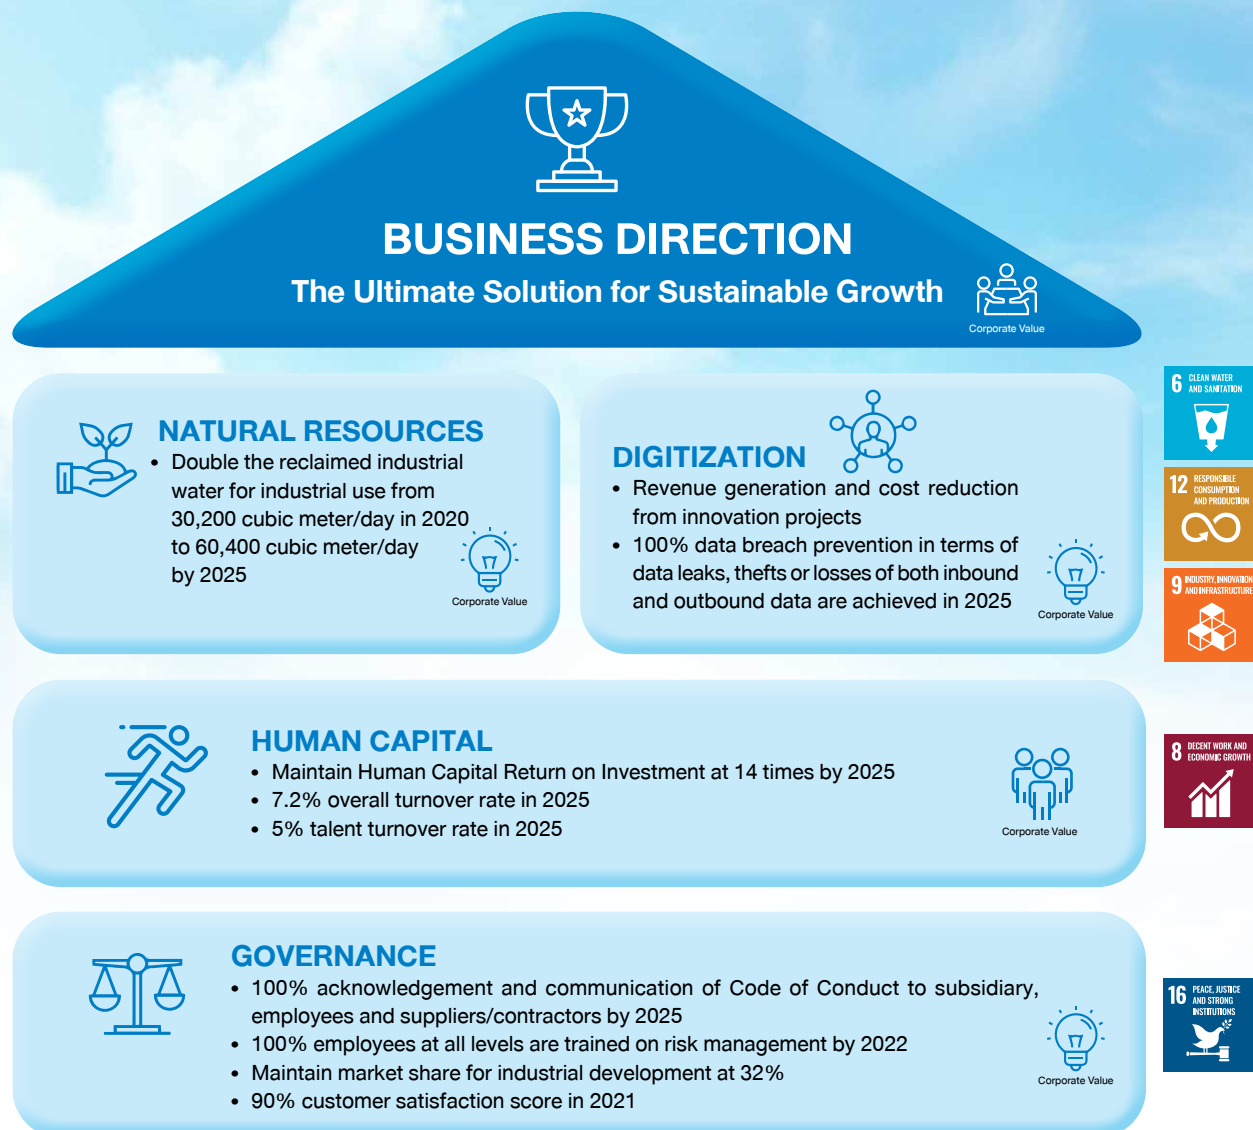 BUSINESS DIRECTION
The Ultimate Solution for Sustainable Growth
Corporate Value
NATURAL RESOURCES
• Double the reclaimed industrial
water for industrial use from
30,200 cubic meter/day in 2020
to 60,400 cubic meter/day
by 2025
Corporate Value
DIGITIZATION
• Revenue generation and cost reduction
from innovation projects
• 100% data breach prevention in terms of
data leaks, thefts or losses of both inbound
and outbound data are achieved in 2025
Corporate Value
6 CLEAN WATER
AND SANITATION
12 RESPONSIBLE
CONSUMPTION
AND PRODUCTION
9 INDUSTRY, INNOVATION
AND INFRASTRUCTURE
HUMAN CAPITAL
• Maintain Human Capital Return on Investment at 14 times by 2025
• 7.2% overall turnover rate in 2025
• 5% talent turnover rate in 2025
Corporate Value
8 DECENT WORK AND
ECONOMIC GROWTH
GOVERNANCE
• 100% acknowledgement and communication of Code of Conduct to subsidiary,
employees and suppliers/contractors by 2025
• 100% employees at all levels are trained on risk management by 2022
• Maintain market share for industrial development at 32%
• 90% customer satisfaction score in 2021
Corporate Value
16 PEACE, JUSTICE
AND STRONG
INSTITUTIONS